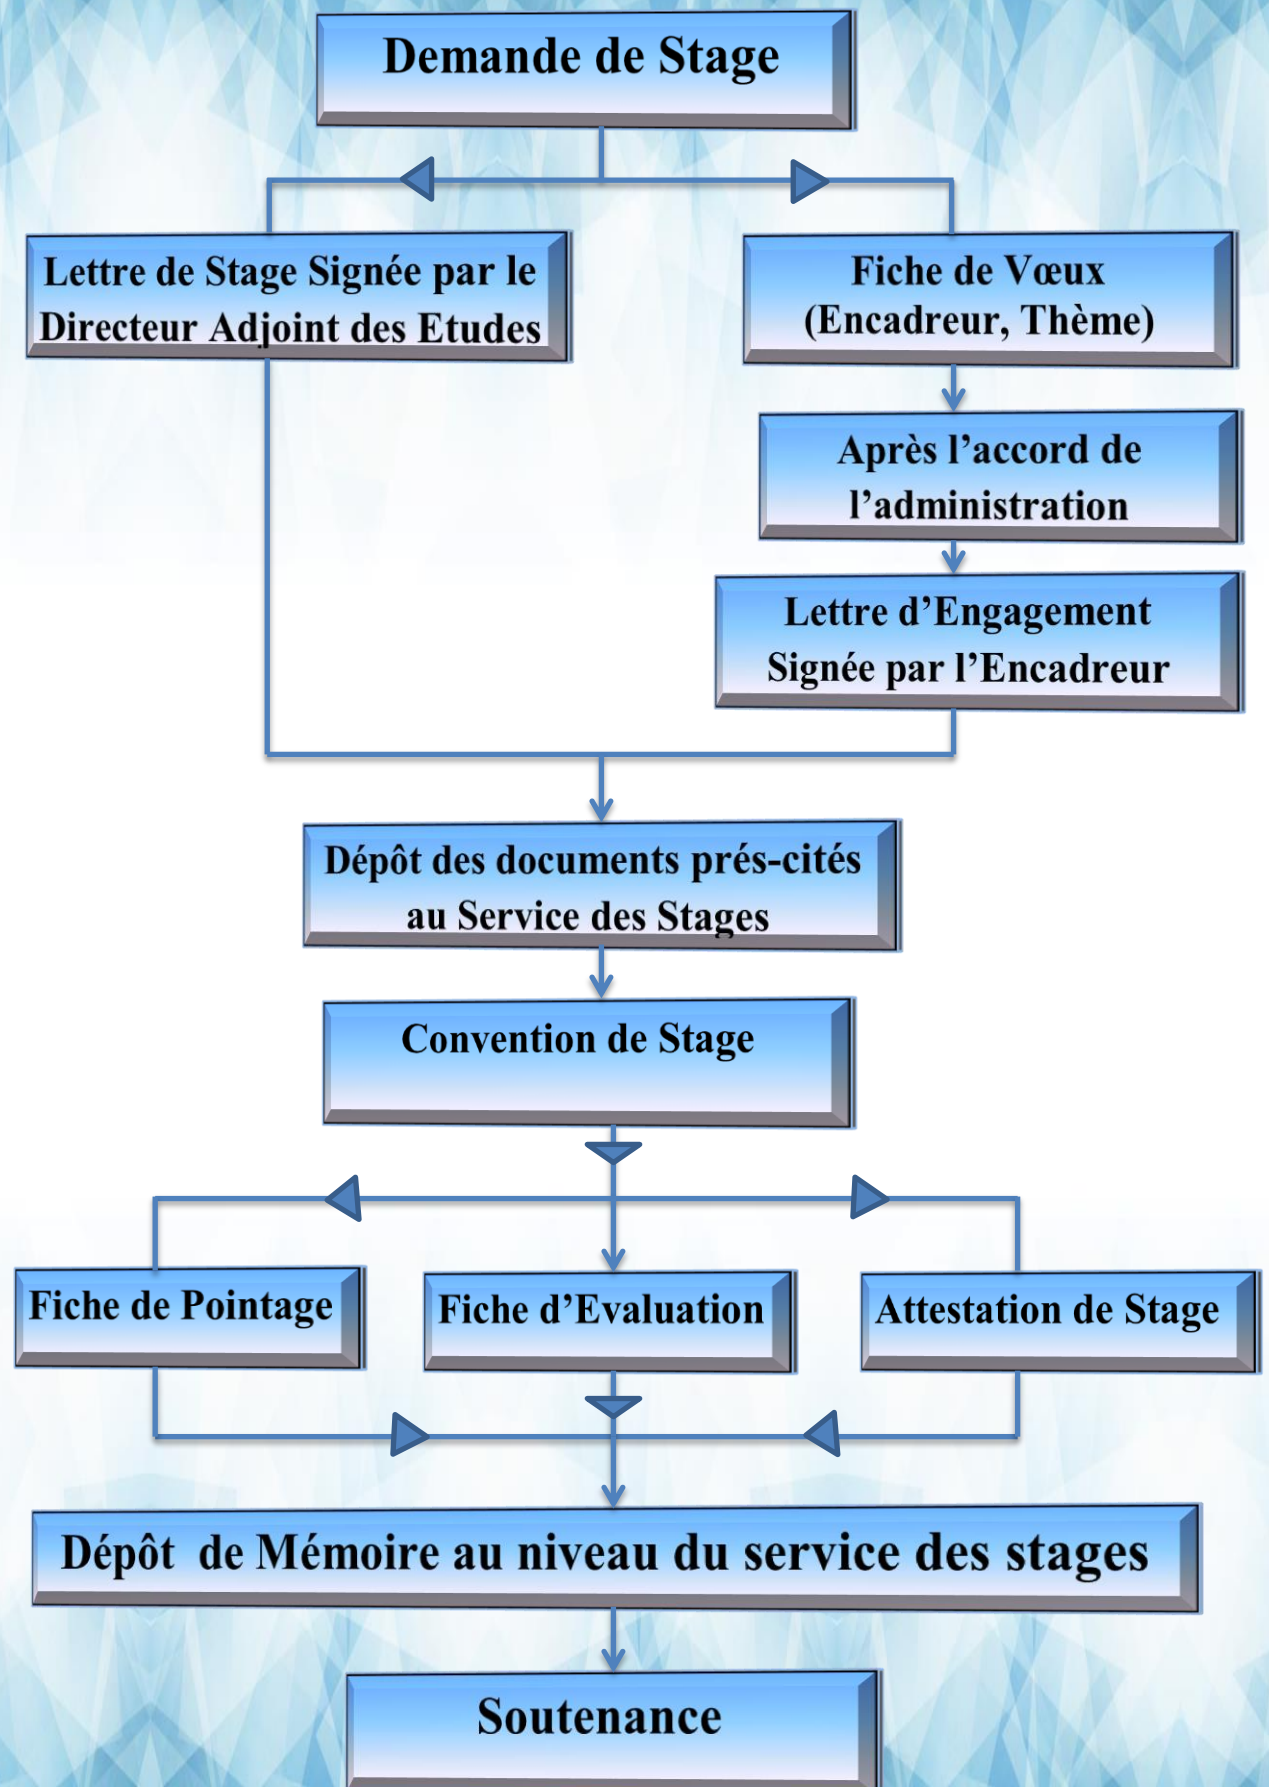 Demande de Stage
Lettre de Stage Signée par le
Directeur Adjoint des Etudes
Fiche de Vœux
(Encadreur, Thème)
Après l’accord de
l’administration
Lettre d’Engagement
Signée par l’Encadreur
Dépôt des documents prés-cités
au Service des Stages
Convention de Stage
Fiche de Pointage
Fiche d’Evaluation
Attestation de Stage
Dépôt de Mémoire au niveau du service des stages
Soutenance